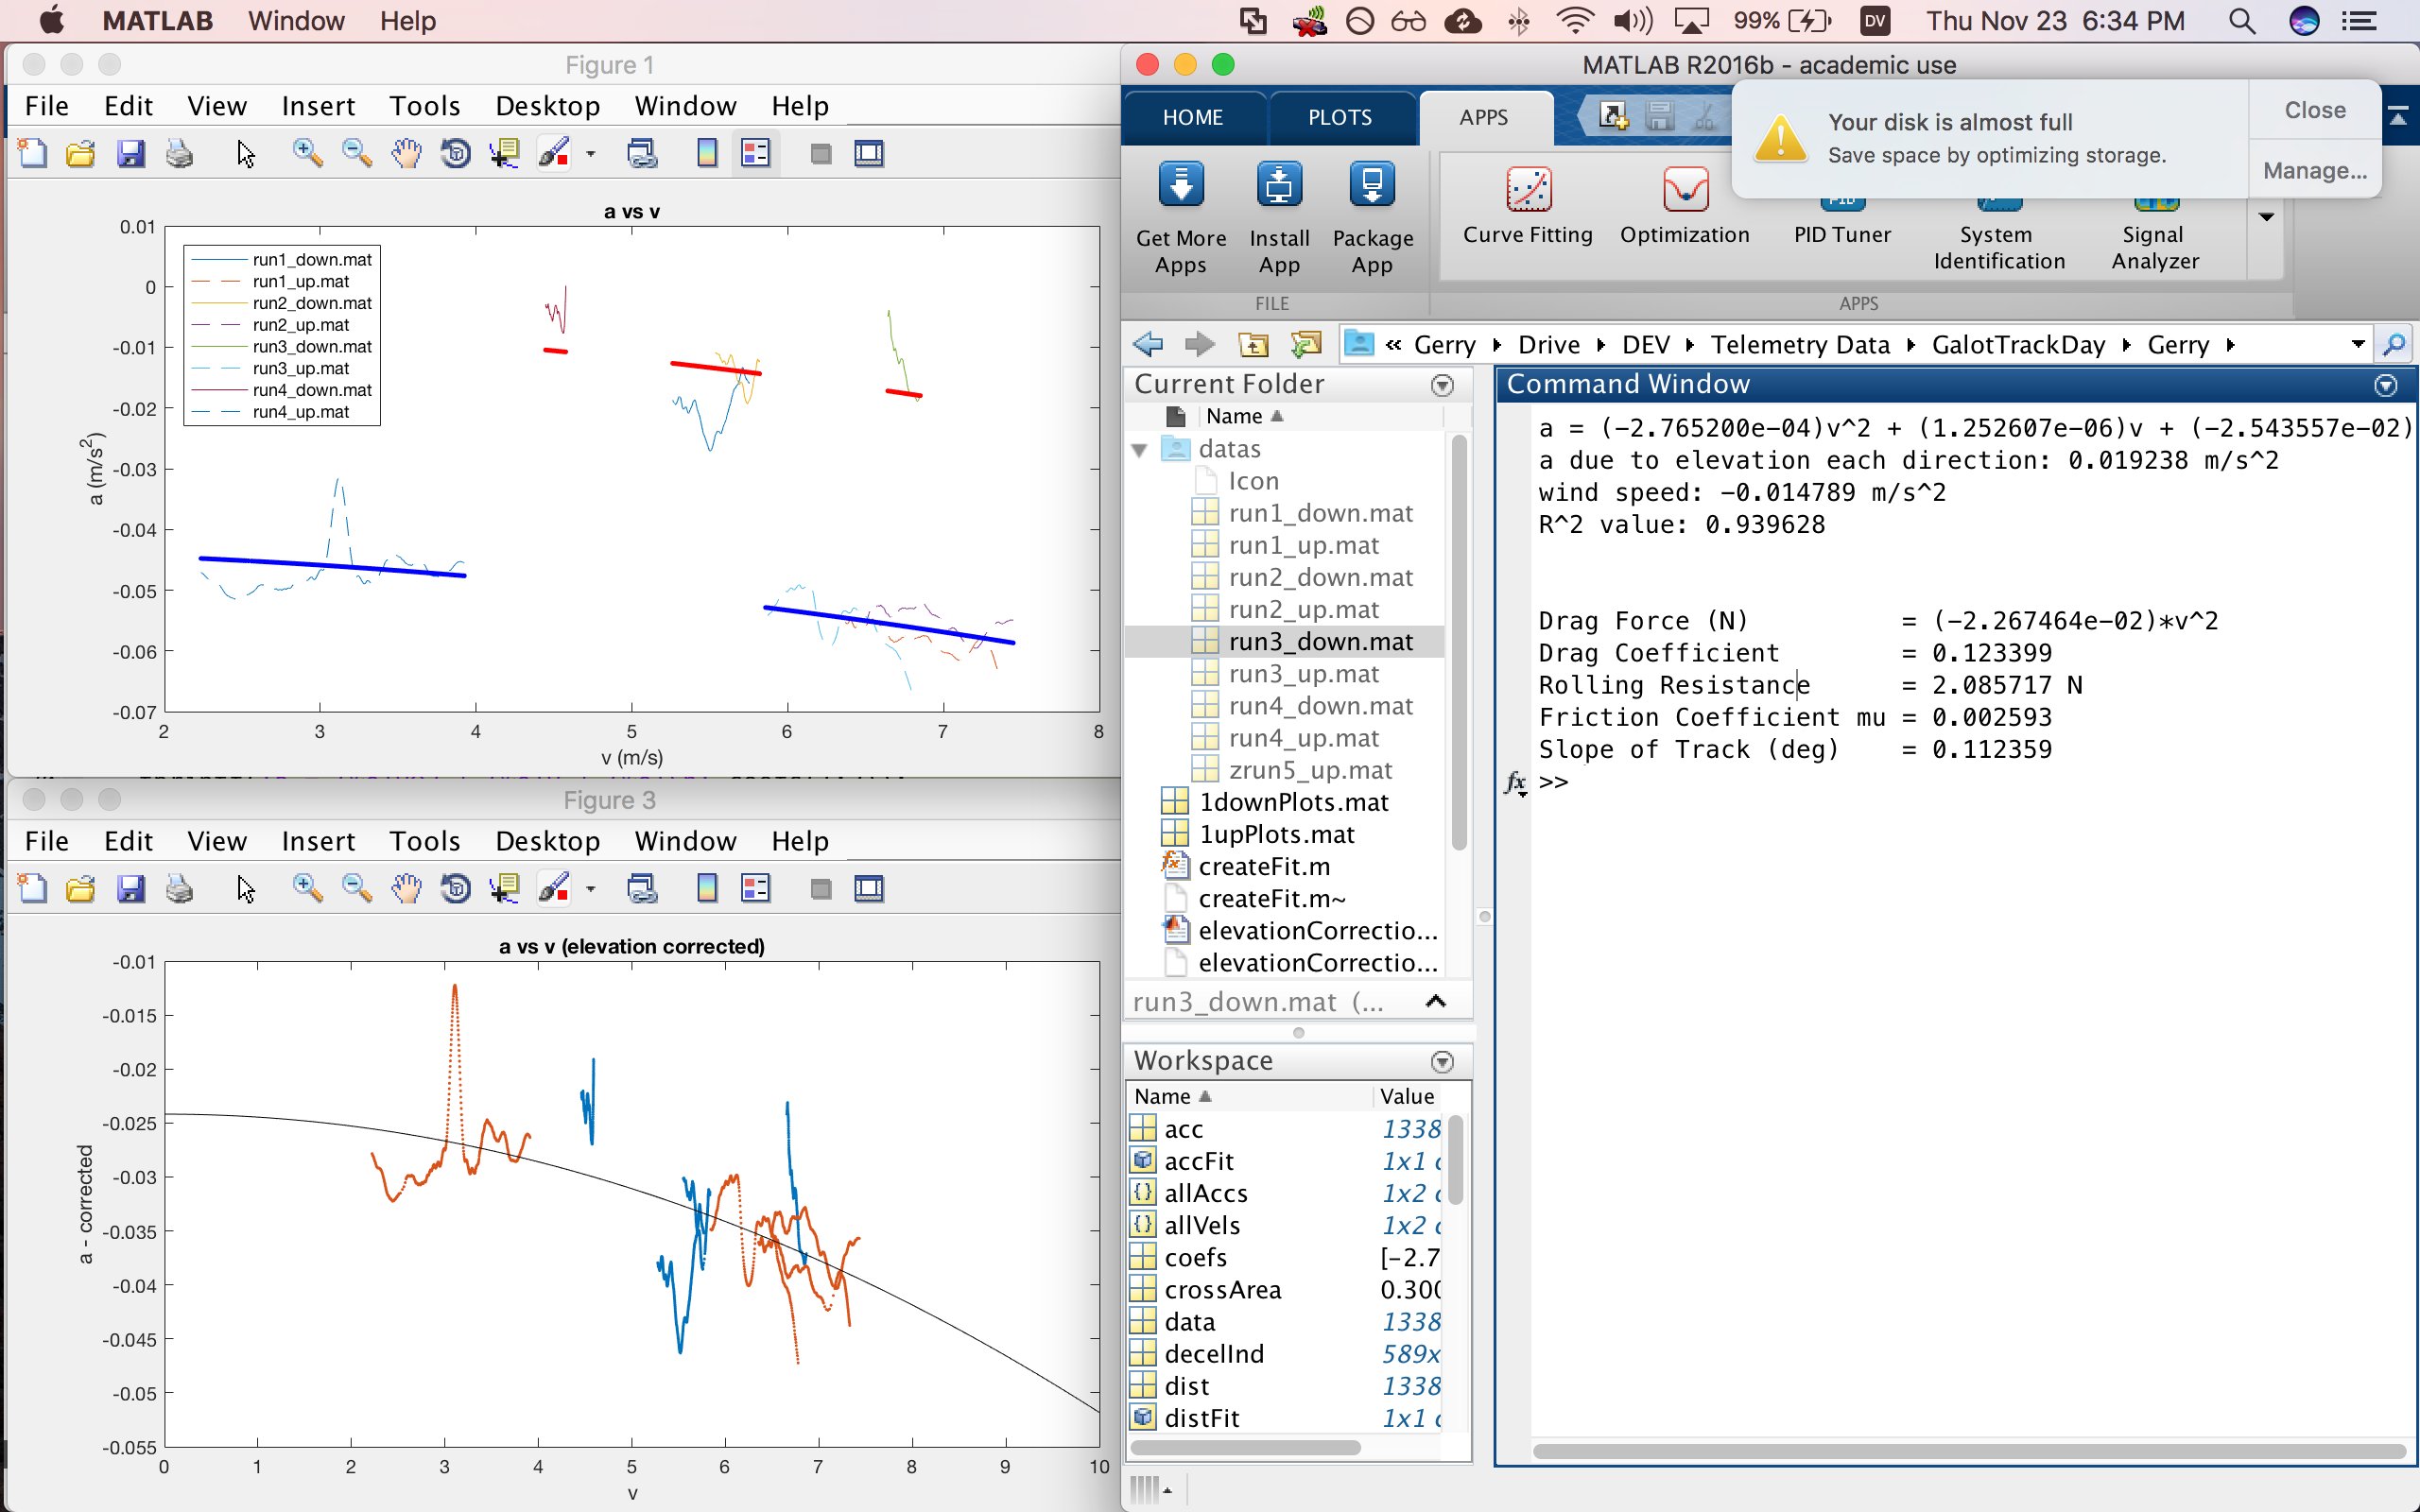 MATLAB Window Help
99% DV Thu Nov 23 6:34 PM
Figure 1
File Edit View Insert Tools Desktop Window Help
a vs v
0.01
0
-0.01
-0.02
-0.03
-0.04
-0.05
-0.06
-0.07
a (m/s2)
run1_down.mat
run1_up.mat
run2_down.mat
run2_up.mat
run3_down.mat
run3_up.mat
run4_down.mat
run4_up.mat
2 3 4 5 6 7 8
v (m/s)
Figure 3
File Edit View Insert Tools Desktop Window Help
a vs v (elevation corrected)
-0.01
-0.015
-0.02
-0.025
-0.03
-0.035
-0.04
-0.045
-0.05
-0.055
a - corrected
0 1 2 3 4 5 6 7 8 9 10
v
MATLAB R2016b - academic use
HOME PLOTS APPS
Your disk is almost full
Save space by optimizing storage.
Close
Manage...
Get More Apps
Install App
Package App
Curve Fitting
Optimization
PID Tuner
System Identification
Signal Analyzer
FILE
APPS
« Gerry Drive DEV Telemetry Data GalotTrackDay Gerry
Current Folder
Name
datas
Icon
run1_down.mat
run1_up.mat
run2_down.mat
run2_up.mat
run3_down.mat
run3_up.mat
run4_down.mat
run4_up.mat
zrun5_up.mat
1downPlots.mat
1upPlots.mat
createFit.m
createFit.m~
elevationCorrectio...
elevationCorrectio...
run3_down.mat (...
Workspace
Name Value
acc 1338
accFit 1x1 c
allAccs 1x2 c
allVels 1x2 c
coefs [-2.7
crossArea 0.300
data 1338
decelInd 589x
dist 1338
distFit 1x1 c
Command Window
a = (-2.765200e-04)v^2 + (1.252607e-06)v + (-2.543557e-02)
a due to elevation each direction: 0.019238 m/s^2
wind speed: -0.014789 m/s^2
R^2 value: 0.939628
Drag Force (N) = (-2.267464e-02)*v^2
Drag Coefficient = 0.123399
Rolling Resistance = 2.085717 N
Friction Coefficient mu = 0.002593
Slope of Track (deg) = 0.112359
fx >>